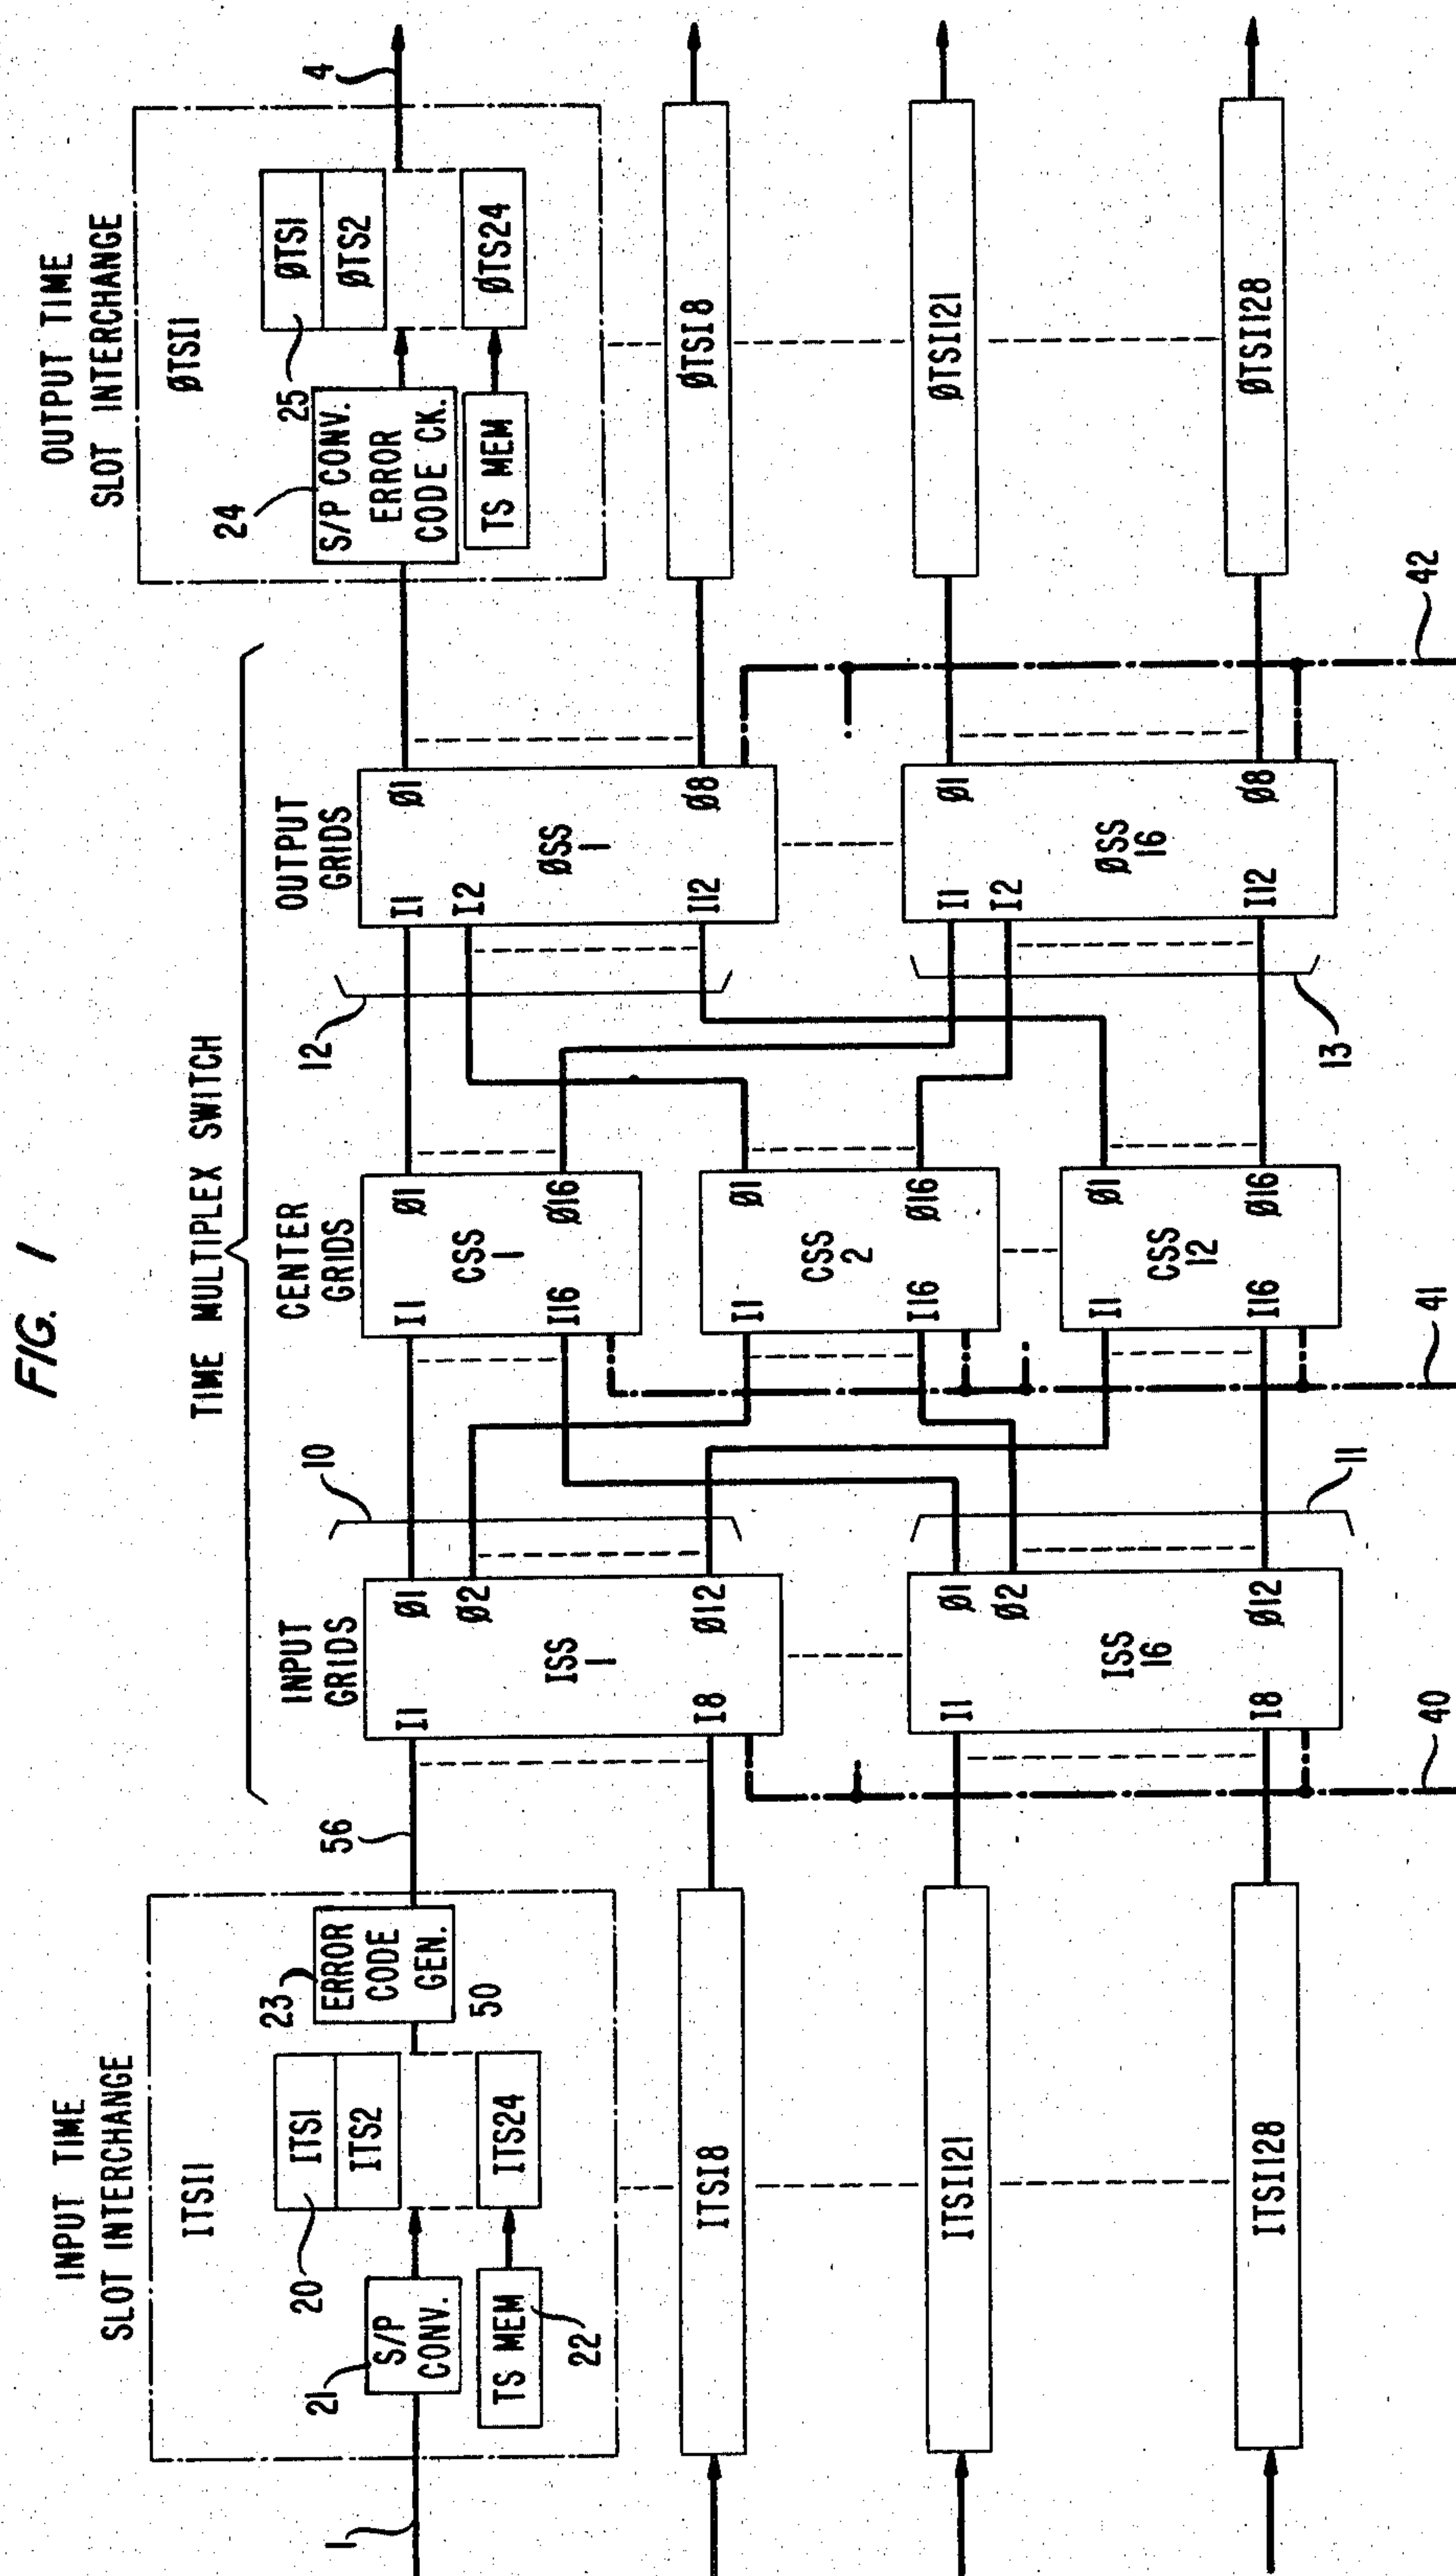 FIG. 1
TIME MULTIPLEX SWITCH
INPUT TIME
SLOT INTERCHANGE
INPUT
GRIDS
CENTER
GRIDS
OUTPUT
GRIDS
OUTPUT TIME
SLOT INTERCHANGE
ITSI1
1
21
S/P
CONV.
20
ITS1
ITS2
ITS24
TS MEM
22
23
ERROR
CODE
GEN.
50
56
ITSI8
ITSI121
ITSI128
I1
I8
ISS
1
Ø1
Ø2
Ø12
I1
I8
ISS
16
Ø1
Ø2
Ø12
10
11
40
I1
I16
CSS
1
Ø1
Ø16
I1
I16
CSS
2
Ø1
Ø16
I1
I16
CSS
12
Ø1
Ø16
41
12
13
I1
I2
I12
ØSS
1
Ø1
Ø8
I1
I2
I12
ØSS
16
Ø1
Ø8
42
ØTSI1
24
S/P CONV.
ERROR
CODE CK.
TS MEM
25
ØTS1
ØTS2
ØTS24
4
ØTSI8
ØTSI121
ØTSI128